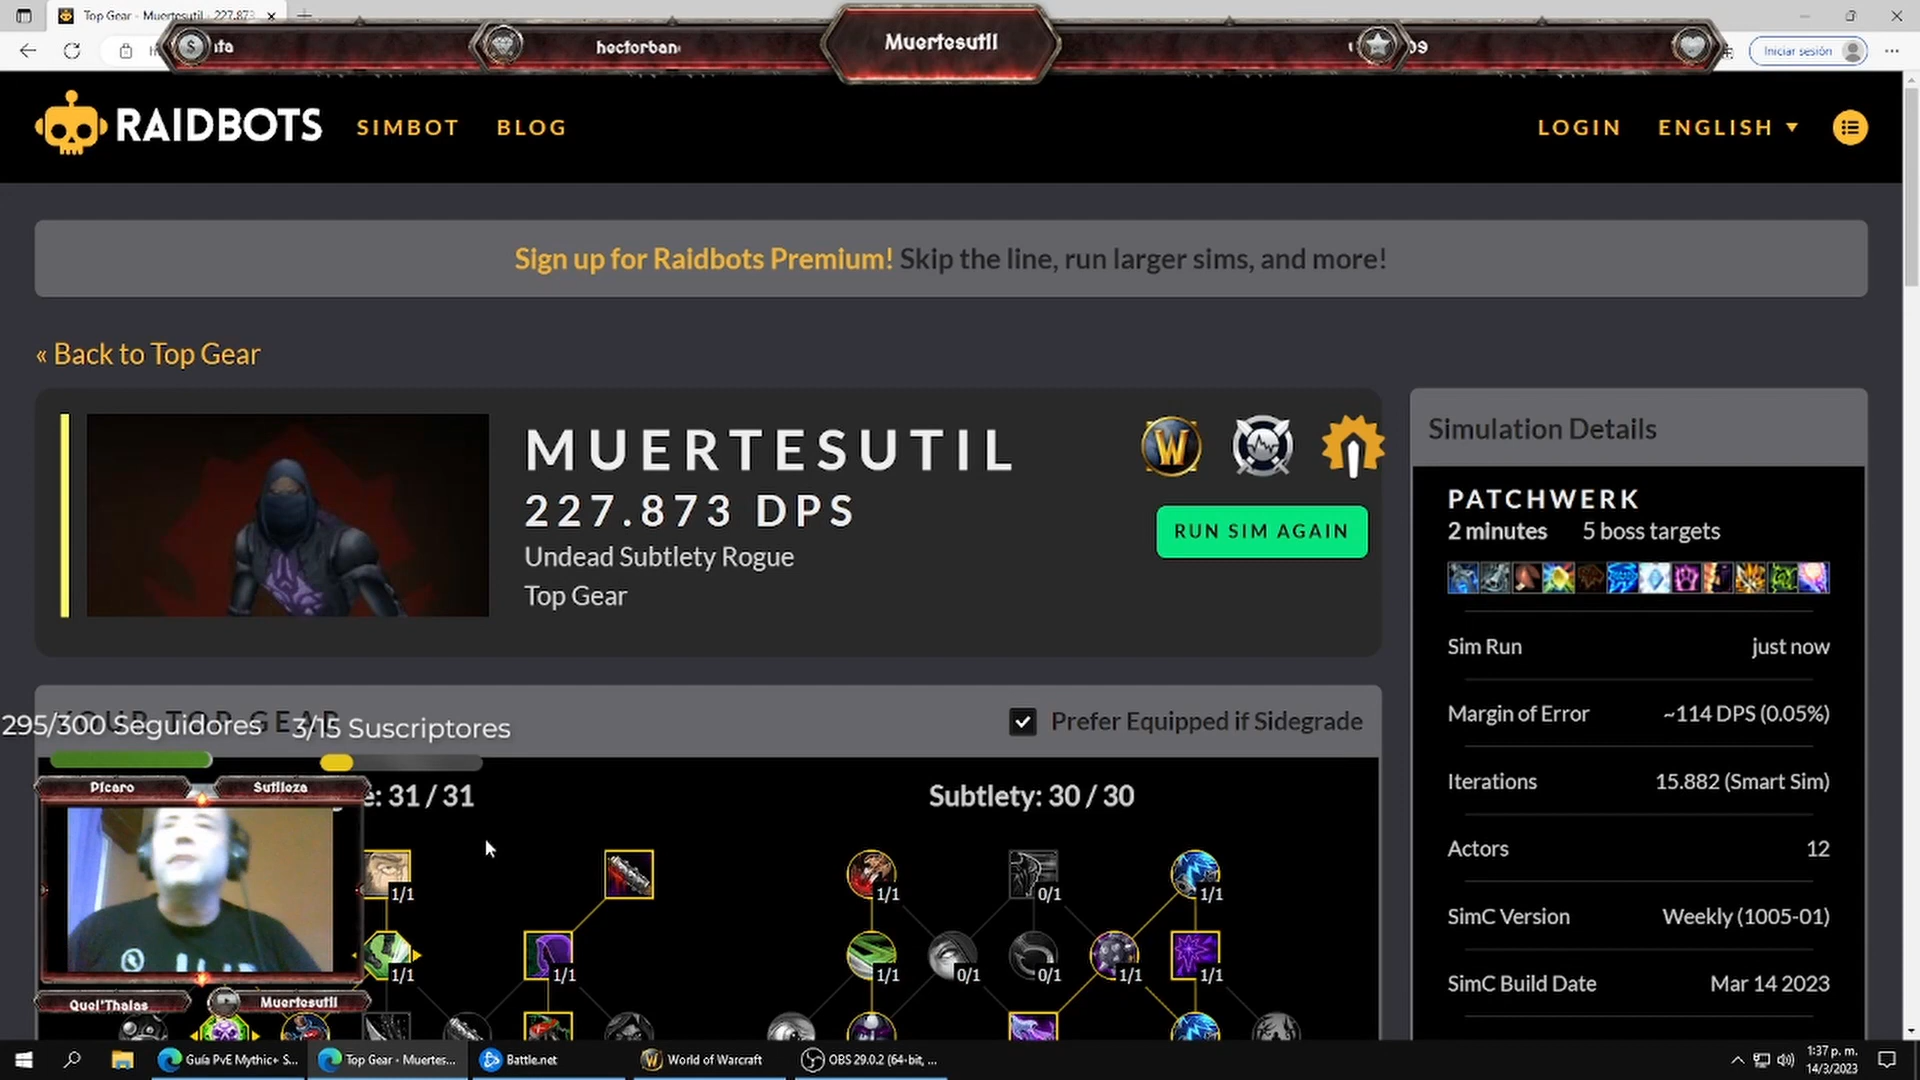 Top Gear - Muertesutil - 227.873
hectorban
Muertesutil
Iniciar sesión
RAIDBOTS
SIMBOT
BLOG
LOGIN
ENGLISH
Sign up for Raidbots Premium! Skip the line, run larger sims, and more!
« Back to Top Gear
MUERTESUTIL
227.873 DPS
Undead Subtlety Rogue
Top Gear
RUN SIM AGAIN
Simulation Details
PATCHWERK
2 minutes 5 boss targets
Sim Run just now
Margin of Error ~114 DPS (0.05%)
Iterations 15.882 (Smart Sim)
Actors 12
SimC Version Weekly (1005-01)
SimC Build Date Mar 14 2023
YOUR TOP GEAR
295/300 Seguidores
3/15 Suscriptores
Prefer Equipped if Sidegrade
e: 31 / 31
Subtlety: 30 / 30
Pícaro
Sutileza
1/1
1/1
0/1
1/1
1/1
1/1
1/1
0/1
0/1
1/1
1/1
Quel'Thalas
Muertesutil
Guía PvE Mythic+ S...
Top Gear - Muertes...
Battle.net
World of Warcraft
OBS 29.0.2 (64-bit, ...
1:37 p. m.
14/3/2023